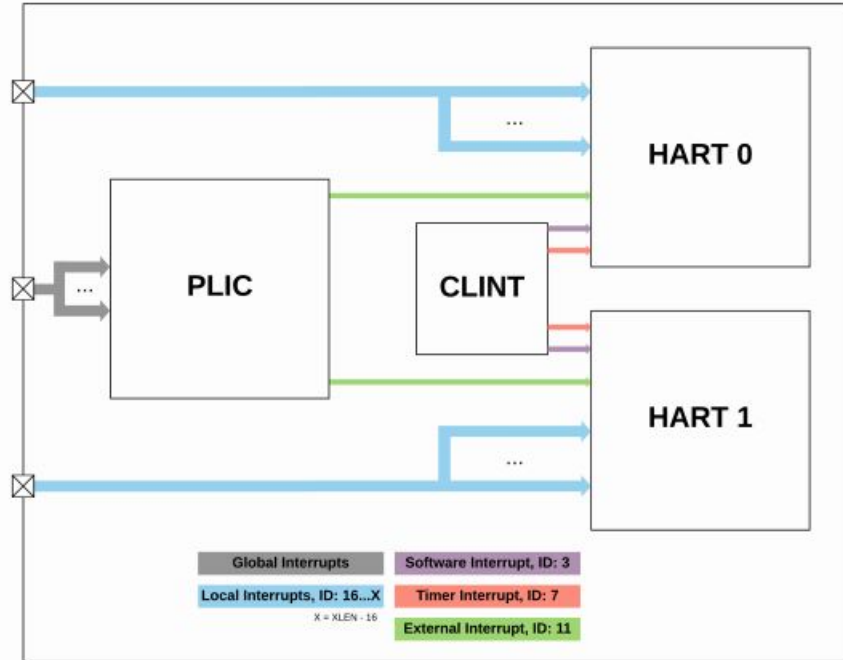 ...
HART 0
PLIC
CLINT
...
HART 1
...
Global Interrupts
Software Interrupt, ID: 3
Local Interrupts, ID: 16...X
Timer Interrupt, ID: 7
X = XLEN - 16
External Interrupt, ID: 11